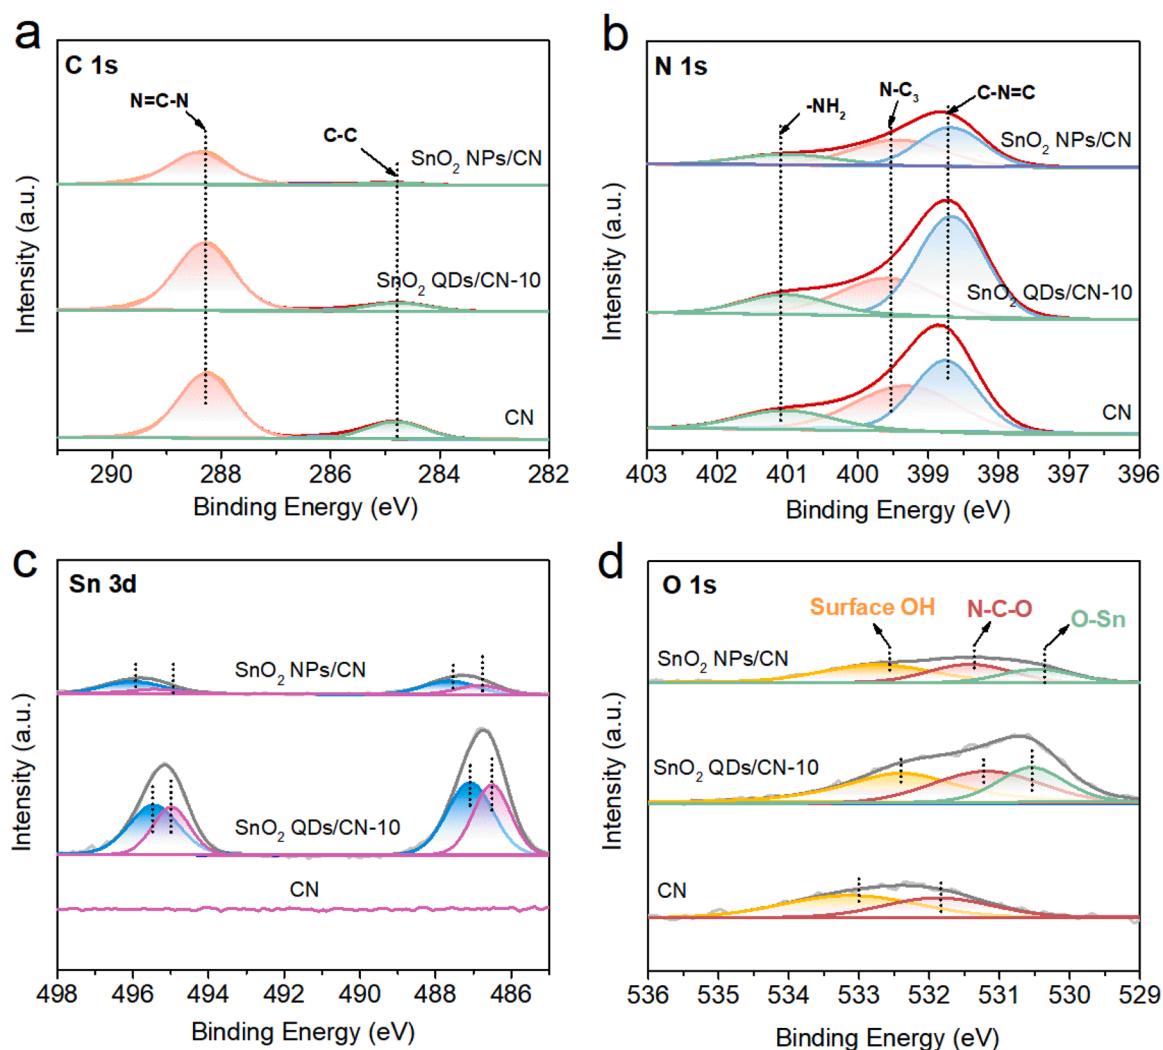 a
C 1s
N=C-N
C-C
SnO2 NPs/CN
SnO2 QDs/CN-10
CN
Intensity (a.u.)
290 288 286 284 282
Binding Energy (eV)
b
N 1s
-NH2
N-C3
C-N=C
SnO2 NPs/CN
SnO2 QDs/CN-10
CN
Intensity (a.u.)
403 402 401 400 399 398 397 396
Binding Energy (eV)
c
Sn 3d
SnO2 NPs/CN
SnO2 QDs/CN-10
CN
Intensity (a.u.)
498 496 494 492 490 488 486
Binding Energy (eV)
d
O 1s
Surface OH
N-C-O
O-Sn
SnO2 NPs/CN
SnO2 QDs/CN-10
CN
Intensity (a.u.)
536 535 534 533 532 531 530 529
Binding Energy (eV)